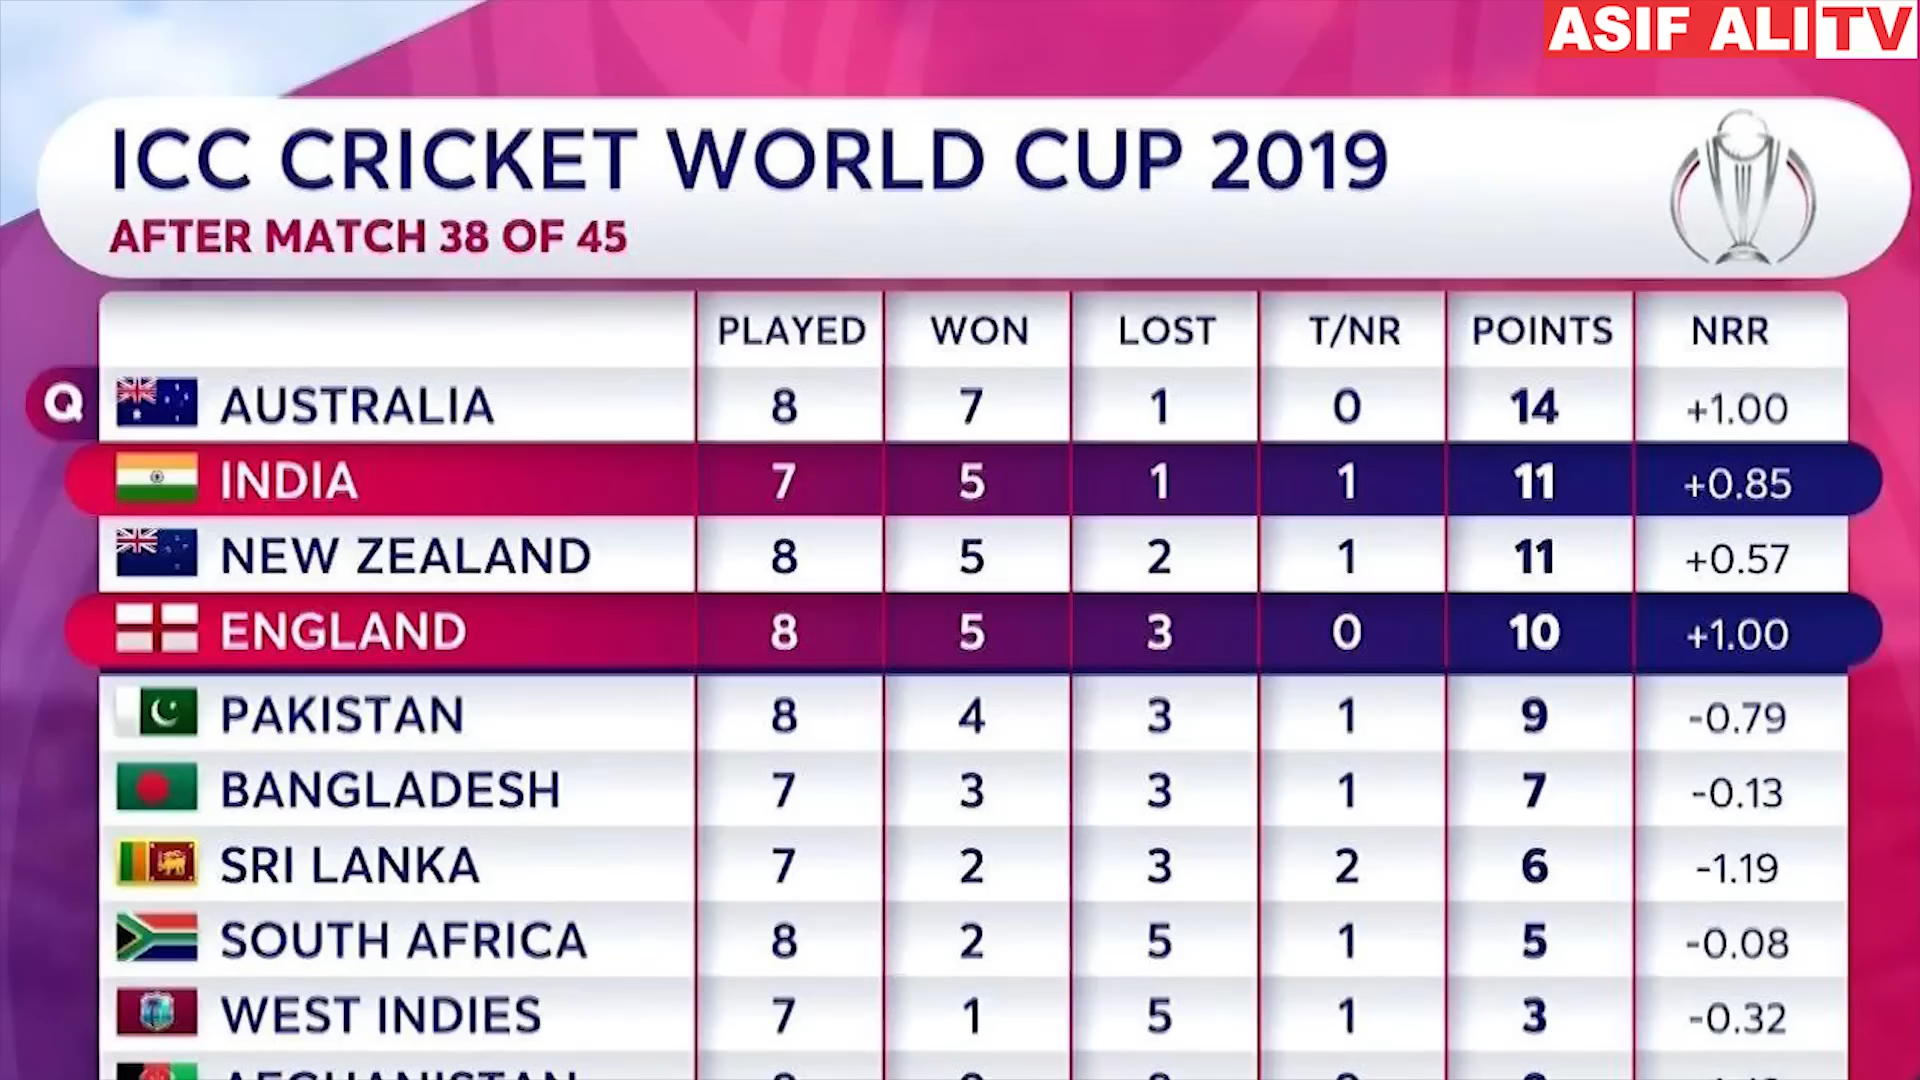 ASIF ALI TV
ICC CRICKET WORLD CUP 2019
AFTER MATCH 38 OF 45
PLAYED WON LOST T/NR POINTS NRR
Q AUSTRALIA 8 7 1 0 14 +1.00
INDIA 7 5 1 1 11 +0.85
NEW ZEALAND 8 5 2 1 11 +0.57
ENGLAND 8 5 3 0 10 +1.00
PAKISTAN 8 4 3 1 9 -0.79
BANGLADESH 7 3 3 1 7 -0.13
SRI LANKA 7 2 3 2 6 -1.19
SOUTH AFRICA 8 2 5 1 5 -0.08
WEST INDIES 7 1 5 1 3 -0.32
AFGHANISTAN